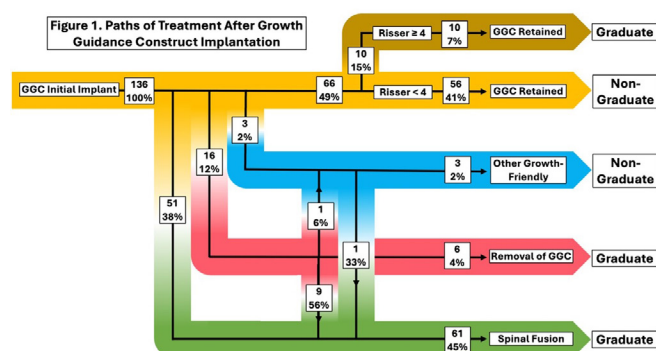 Figure 1. Paths of Treatment After Growth
Guidance Construct Implantation
10
15%
Risser ≥ 4
10
7%
GGC Retained
Graduate
GGC Initial Implant
136
100%
66
49%
Risser < 4
56
41%
GGC Retained
Non-
Graduate
3
2%
3
2%
Other Growth-
Friendly
Non-
Graduate
16
12%
51
38%
1
6%
1
33%
6
4%
Removal of GGC
Graduate
9
56%
61
45%
Spinal Fusion
Graduate